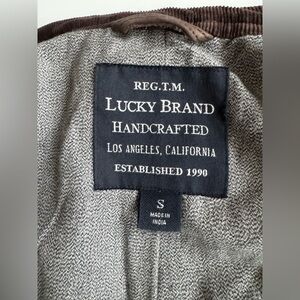 REG.T.M.
LUCKY BRAND
HANDCRAFTED
LOS ANGELES, CALIFORNIA
ESTABLISHED 1990
S
MADE IN
INDIA